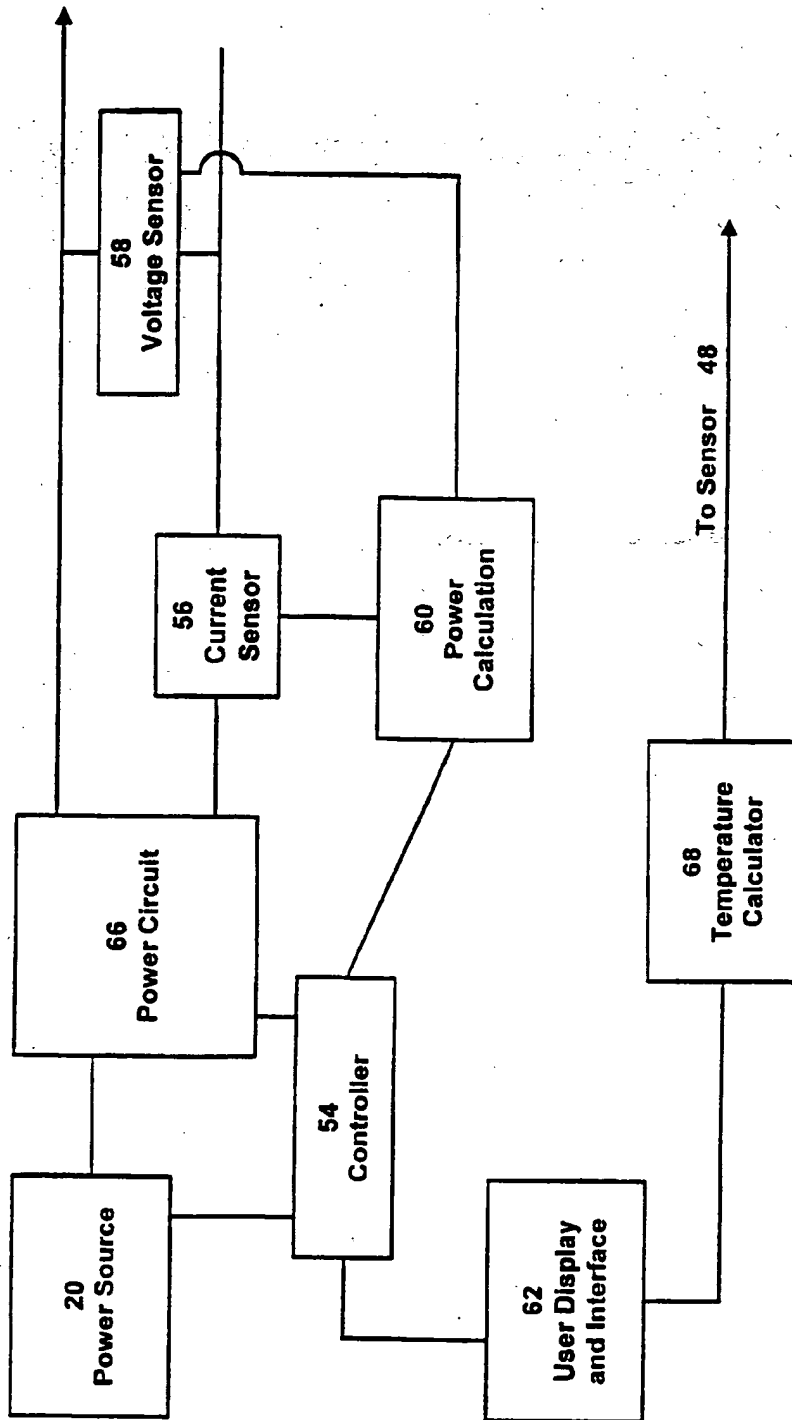 20
Power Source
66
Power Circuit
58
Voltage Sensor
56
Current
Sensor
54
Controller
60
Power
Calculation
62
User Display
and Interface
68
Temperature
Calculator
To Sensor 48